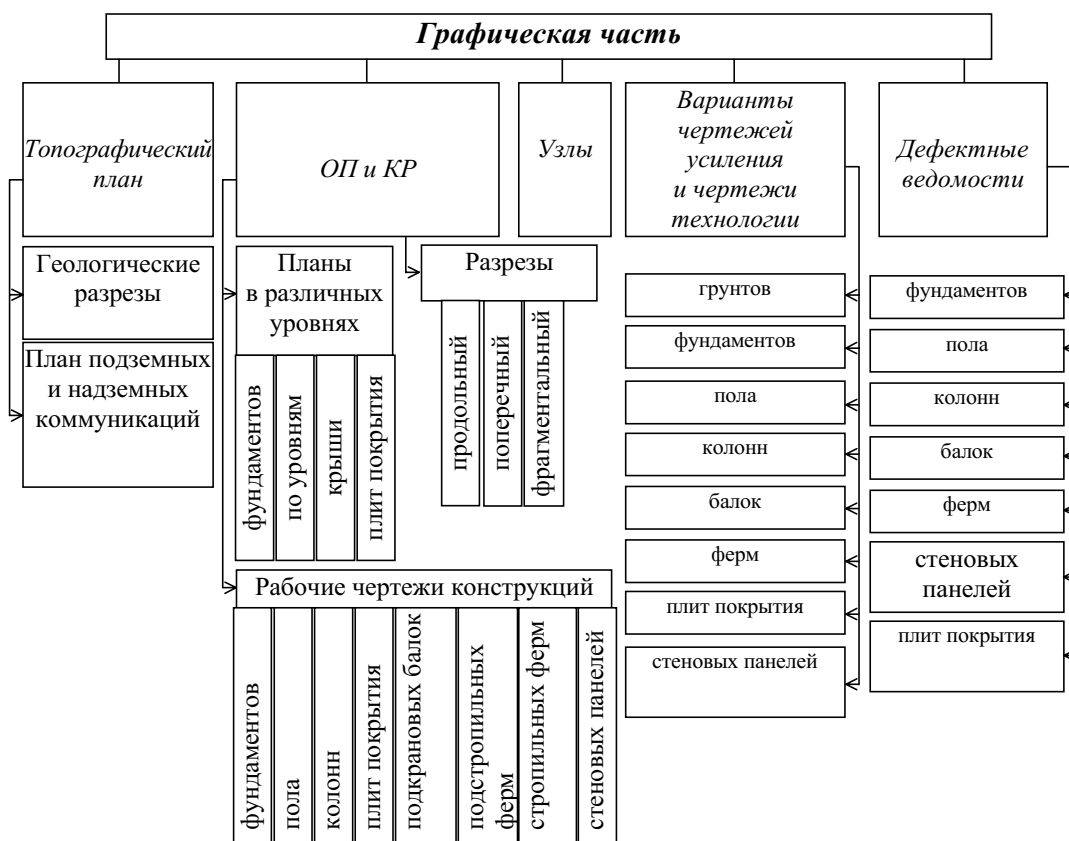 Графическая часть
Топографический
план
ОП и КР
Узлы
Варианты
чертежей
усиления
и чертежи
технологии
Дефектные
ведомости
Геологические
разрезы
План подземных
и надземных
коммуникаций
Планы
в различных
уровнях
фундаментов
по уровням
крыши
плит покрытия
Разрезы
продольный
поперечный
фрагментальный
Рабочие чертежи конструкций
фундаментов
пола
колонн
плит покрытия
подкрановых балок
подстропильных
ферм
стропильных ферм
стеновых панелей
грунтов
фундаментов
пола
колонн
балок
ферм
плит покрытия
стеновых панелей
фундаментов
пола
колонн
балок
ферм
стеновых
панелей
плит покрытия